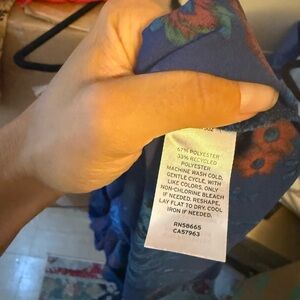 67% POLYESTER
33% RECYCLED
POLYESTER
MACHINE WASH COLD,
GENTLE CYCLE, WITH
LIKE COLORS, ONLY
NON-CHLORINE BLEACH
IF NEEDED. RESHAPE,
LAY FLAT TO DRY. COOL
IRON IF NEEDED.
RN58665
CA57963